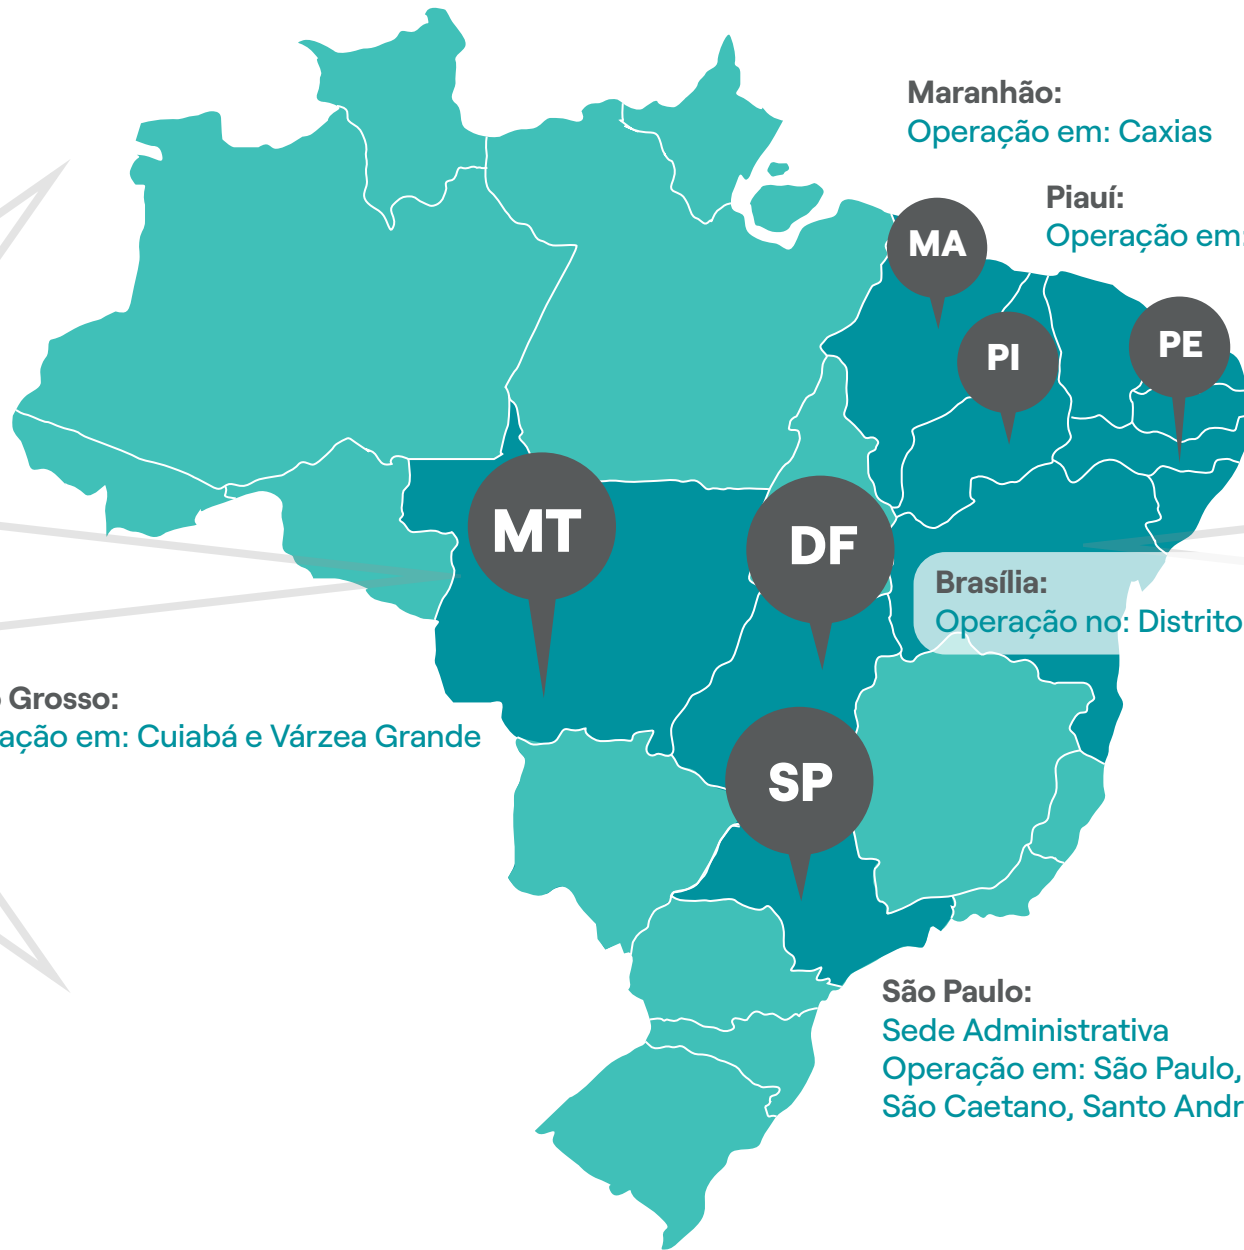 Maranhão:
Operação em: Caxias
Piauí:
Operação em:
MA
PI
PE
MT
DF
Brasília:
Operação no: Distrito
Grosso:
ação em: Cuiabá e Várzea Grande
SP
São Paulo:
Sede Administrativa
Operação em: São Paulo,
São Caetano, Santo Andr